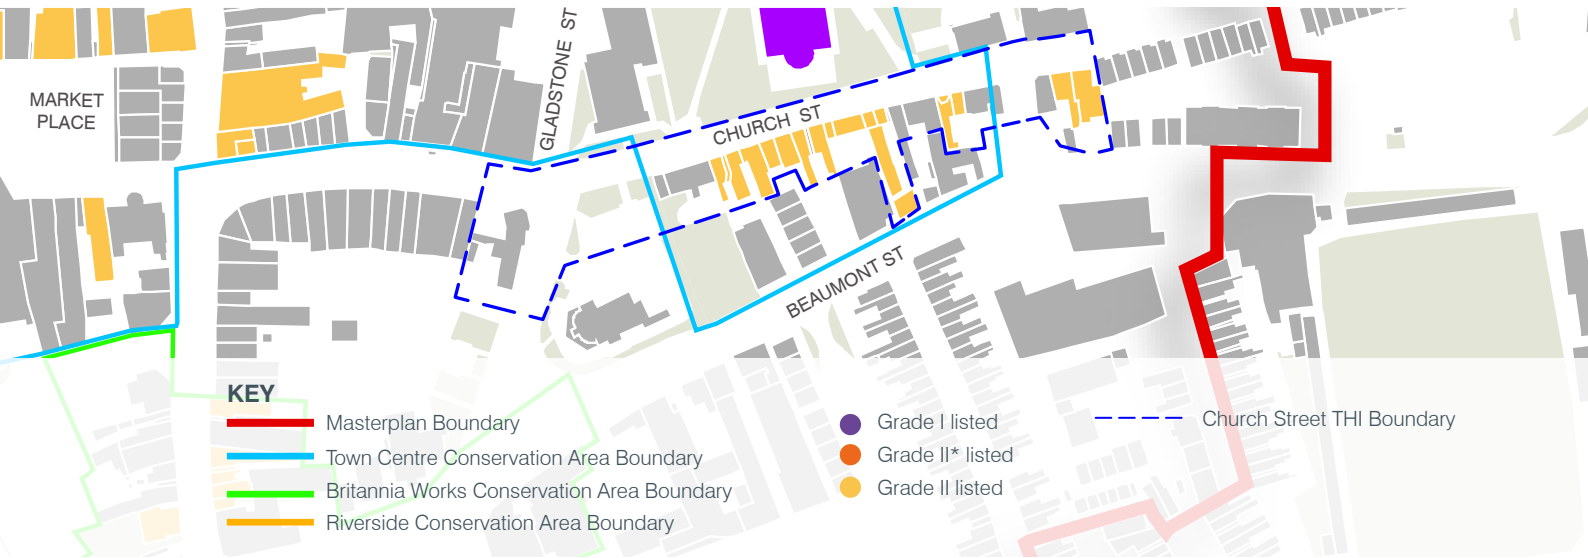 GLADSTONE ST
MARKET
PLACE
CHURCH ST
BEAUMONT ST
KEY
Masterplan Boundary
Town Centre Conservation Area Boundary
Britannia Works Conservation Area Boundary
Riverside Conservation Area Boundary
Grade I listed
Grade II* listed
Grade II listed
Church Street THI Boundary